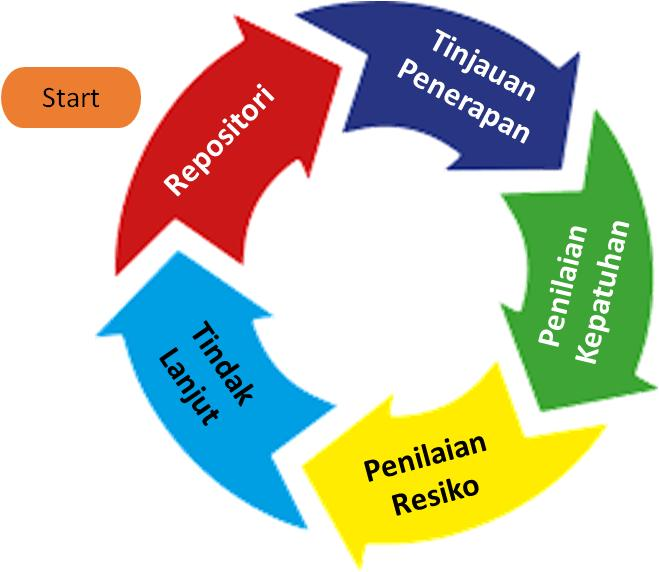 Start
Repositori
Tinjauan
Penerapan
Penilaian
Kepatuhan
Penilaian
Resiko
Tindak
Lanjut